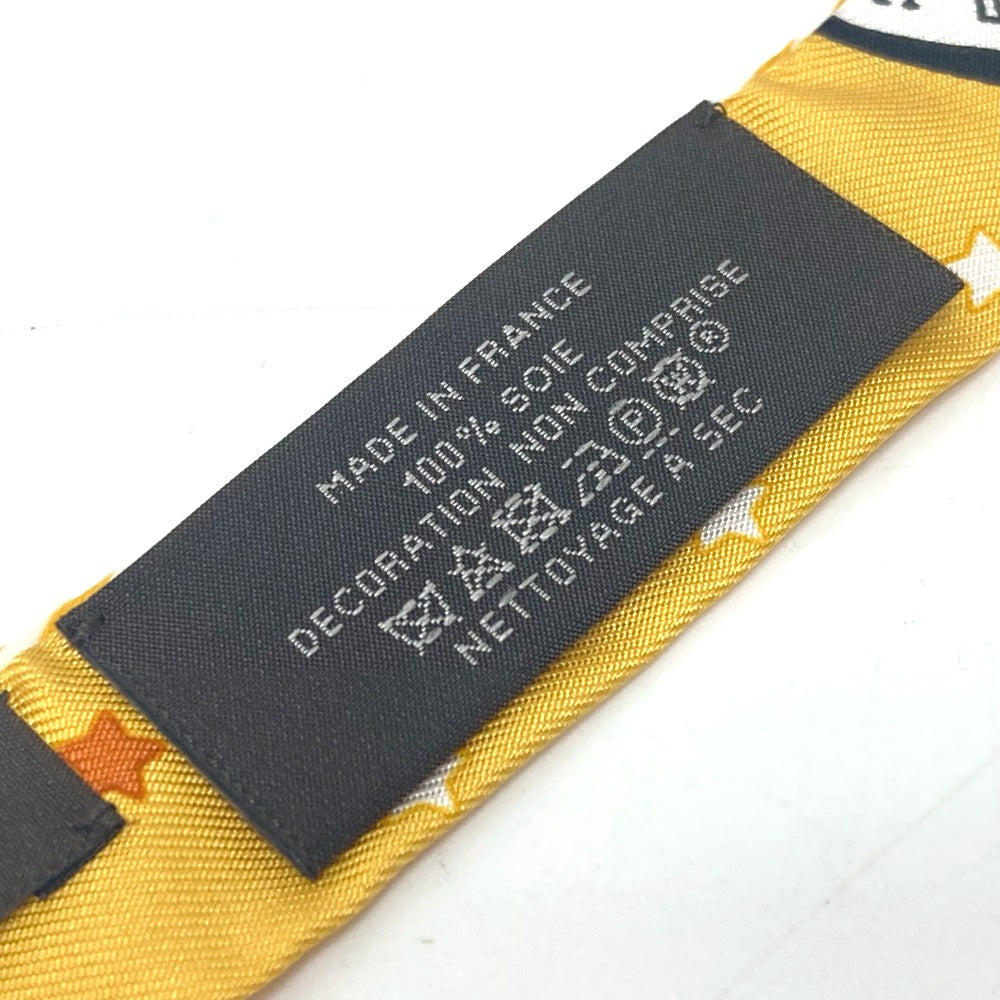 MADE IN FRANCE
100% SOIE
DECORATION NON COMPRISE
P ®
NETTOYAGE A SEC